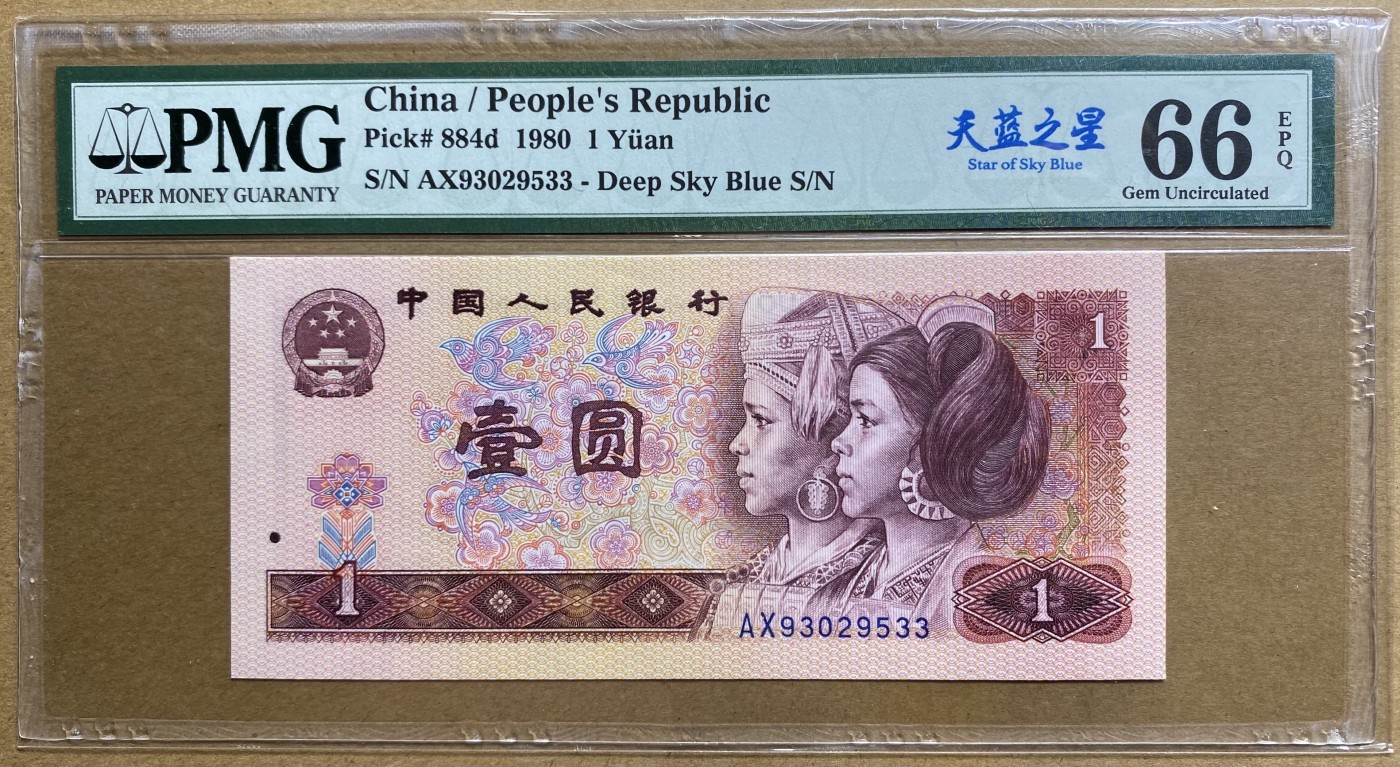 PMG
PAPER MONEY GUARANTY
China / People's Republic
Pick# 884d 1980 1 Yüan
S/N AX93029533 - Deep Sky Blue S/N
天蓝之星
Star of Sky Blue
66
EPQ
Gem Uncirculated
中国人民银行
1
壹圆
1
AX93029533
1